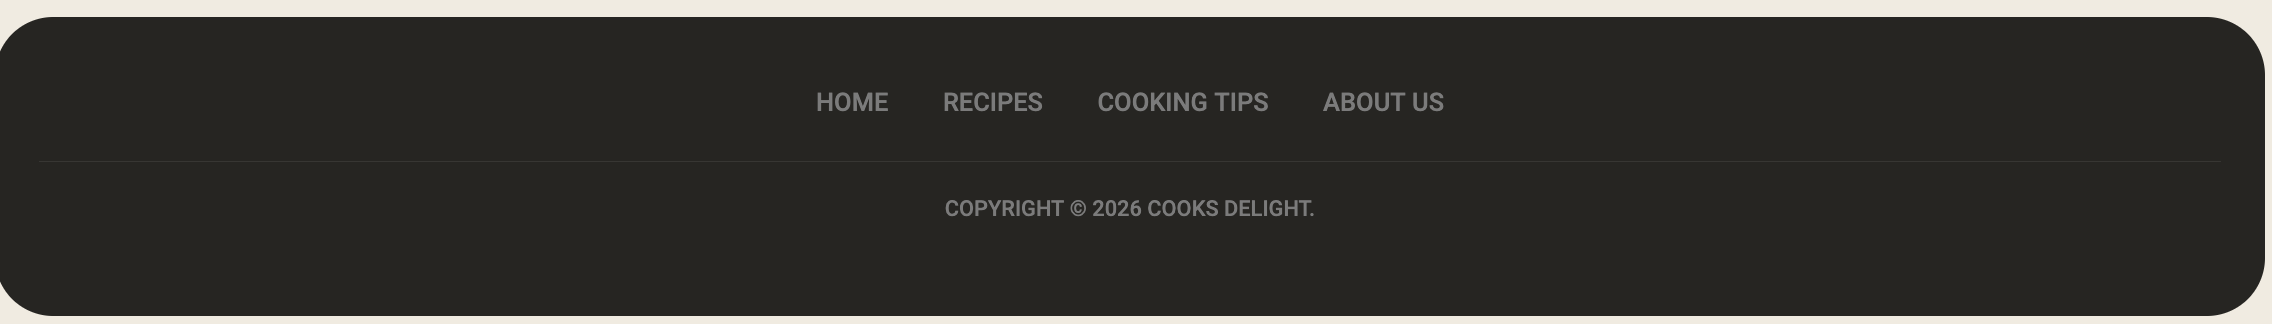 HOME RECIPES COOKING TIPS ABOUT US
COPYRIGHT © 2026 COOKS DELIGHT.